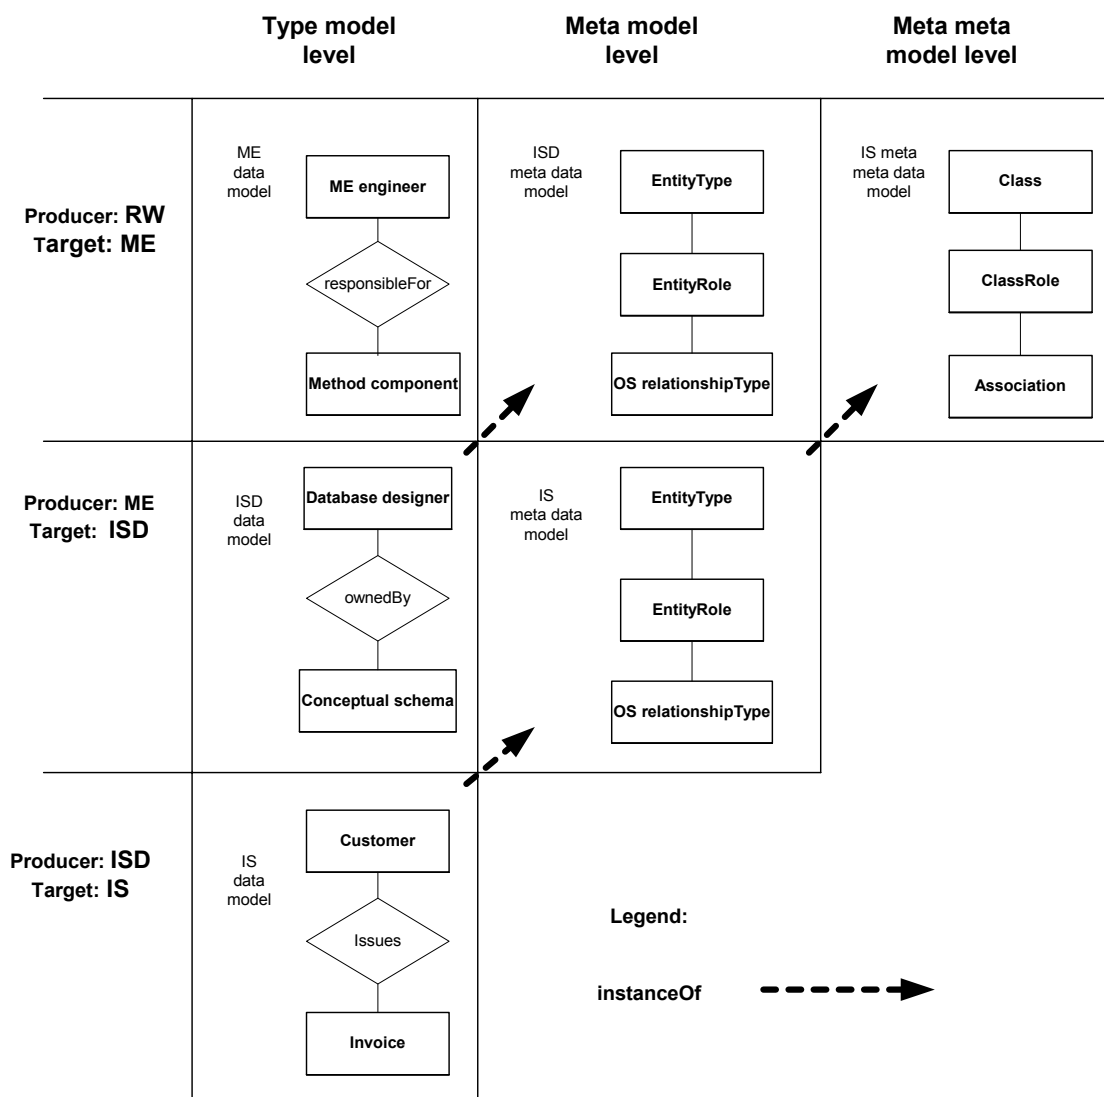 Type model
level
Meta model
level
Meta meta
model level
Producer: RW
Target: ME
ME
data
model
ME engineer
responsibleFor
Method component
ISD
meta data
model
EntityType
EntityRole
OS relationshipType
IS meta
meta data
model
Class
ClassRole
Association
Producer: ME
Target: ISD
ISD
data
model
Database designer
ownedBy
Conceptual schema
IS
meta data
model
EntityType
EntityRole
OS relationshipType
Producer: ISD
Target: IS
IS
data
model
Customer
Issues
Invoice
Legend:
instanceOf